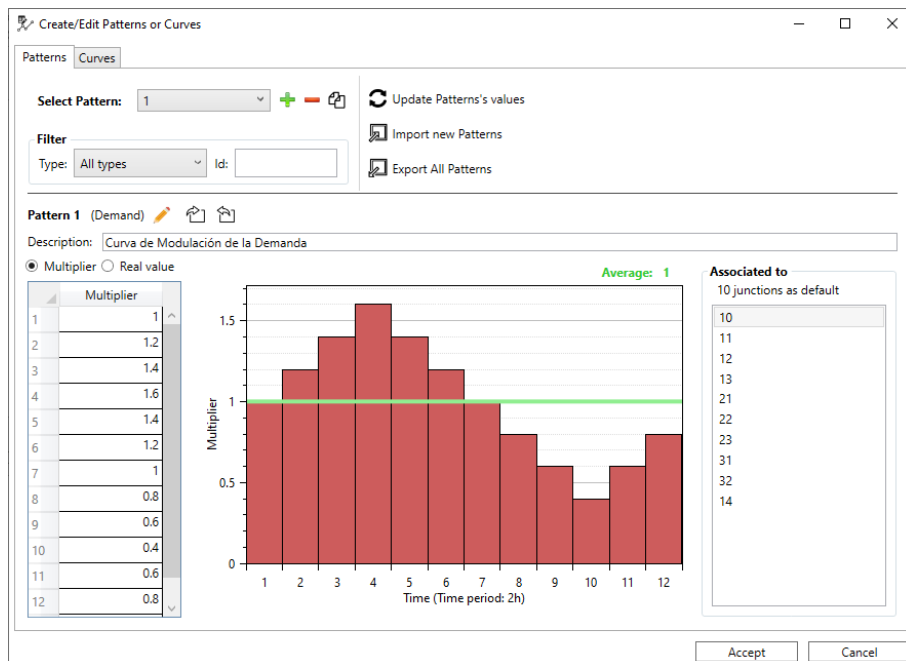 Create/Edit Patterns or Curves
Patterns Curves
Select Pattern: 1
Update Patterns's values
Filter
Import new Patterns
Type: All types Id:
Export All Patterns
Pattern 1 (Demand)
Description: Curva de Modulación de la Demanda
Multiplier Real value
Average: 1
Associated to
10 junctions as default
Multiplier
1 1
2 1.2
3 1.4
4 1.6
5 1.4
6 1.2
7 1
8 0.8
9 0.6
10 0.4
11 0.6
12 0.8
Multiplier
1.5
1
0.5
0
1 2 3 4 5 6 7 8 9 10 11 12
Time (Time period: 2h)
10
11
12
13
21
22
23
31
32
14
Accept Cancel